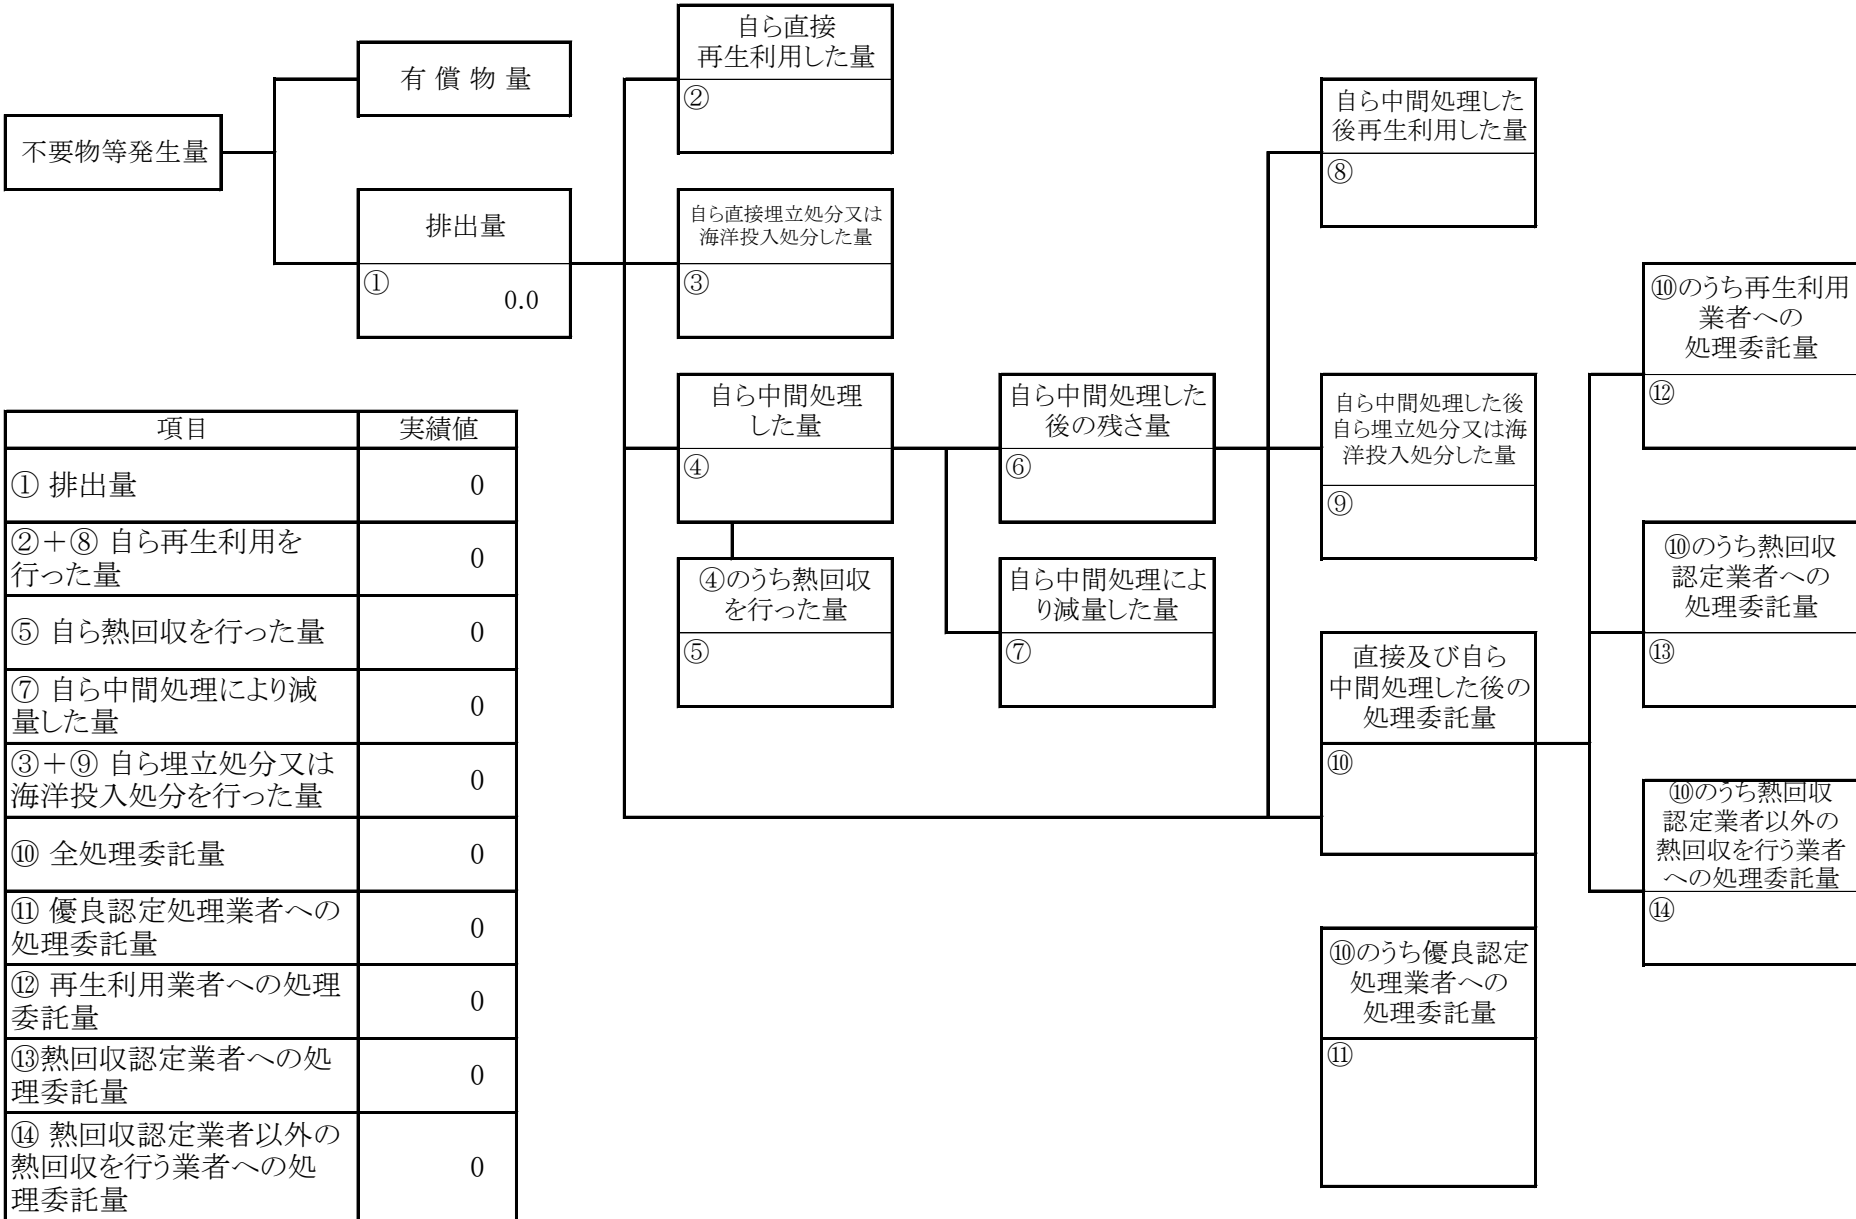 不要物等発生量
有 償 物 量
排出量
①
0.0
自ら直接
再生利用した量
②
自ら直接埋立処分又は
海洋投入処分した量
③
自ら中間処理
した量
④
④のうち熱回収
を行った量
⑤
自ら中間処理した
後の残さ量
⑥
自ら中間処理によ
り減量した量
⑦
自ら中間処理した
後再生利用した量
⑧
自ら中間処理した後
自ら埋立処分又は海
洋投入処分した量
⑨
直接及び自ら
中間処理した後の
処理委託量
⑩
⑩のうち優良認定
処理業者への
処理委託量
⑪
⑩のうち再生利用
業者への
処理委託量
⑫
⑩のうち熱回収
認定業者への
処理委託量
⑬
⑩のうち熱回収
認定業者以外の
熱回収を行う業者
への処理委託量
⑭
項目 実績値
① 排出量 0
②＋⑧ 自ら再生利用を
行った量 0
⑤ 自ら熱回収を行った量 0
⑦ 自ら中間処理により減
量した量 0
③＋⑨ 自ら埋立処分又は
海洋投入処分を行った量 0
⑩ 全処理委託量 0
⑪ 優良認定処理業者への
処理委託量 0
⑫ 再生利用業者への処理
委託量 0
⑬熱回収認定業者への処
理委託量 0
⑭ 熱回収認定業者以外の
熱回収を行う業者への処
理委託量 0